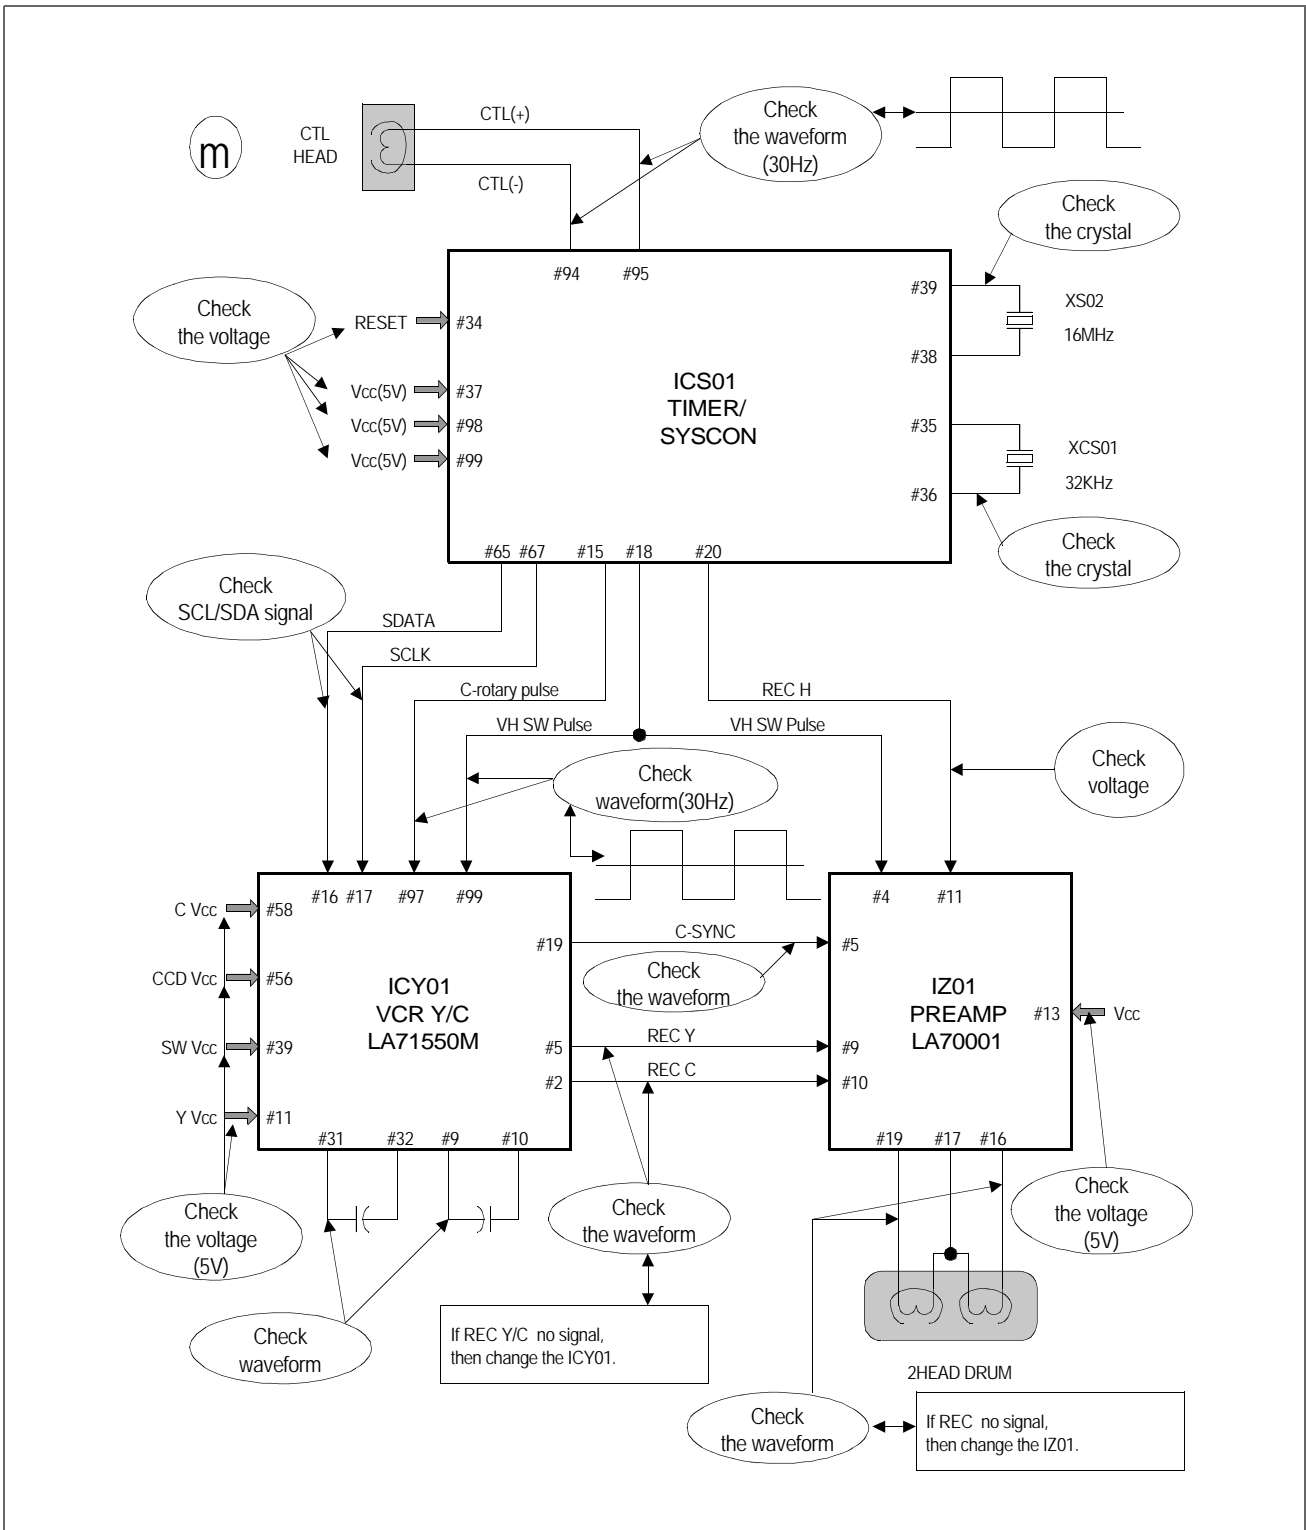 m
CTL
HEAD
CTL(+)
CTL(-)
Check
the waveform
(30Hz)
Check
the crystal
Check
the voltage
RESET
#34
Vcc(5V)
#37
Vcc(5V)
#98
Vcc(5V)
#99
#94
#95
ICS01
TIMER/
SYSCON
#39
#38
XS02
16MHz
#35
#36
XCS01
32KHz
Check
the crystal
#65
#67
#15
#18
#20
Check
SCL/SDA signal
SDATA
SCLK
C-rotary pulse
REC H
VH SW Pulse
VH SW Pulse
Check
waveform(30Hz)
Check
voltage
#16
#17
#97
#99
#4
#11
C Vcc
#58
CCD Vcc
#56
SW Vcc
#39
Y Vcc
#11
ICY01
VCR Y/C
LA71550M
#19
C-SYNC
#5
Check
the waveform
#5
REC Y
#9
#2
REC C
#10
IZ01
PREAMP
LA70001
#13
Vcc
#31
#32
#9
#10
#19
#17
#16
Check
the voltage
(5V)
Check
waveform
Check
the waveform
Check
the voltage
(5V)
If REC Y/C no signal,
then change the ICY01.
2HEAD DRUM
Check
the waveform
If REC no signal,
then change the IZ01.